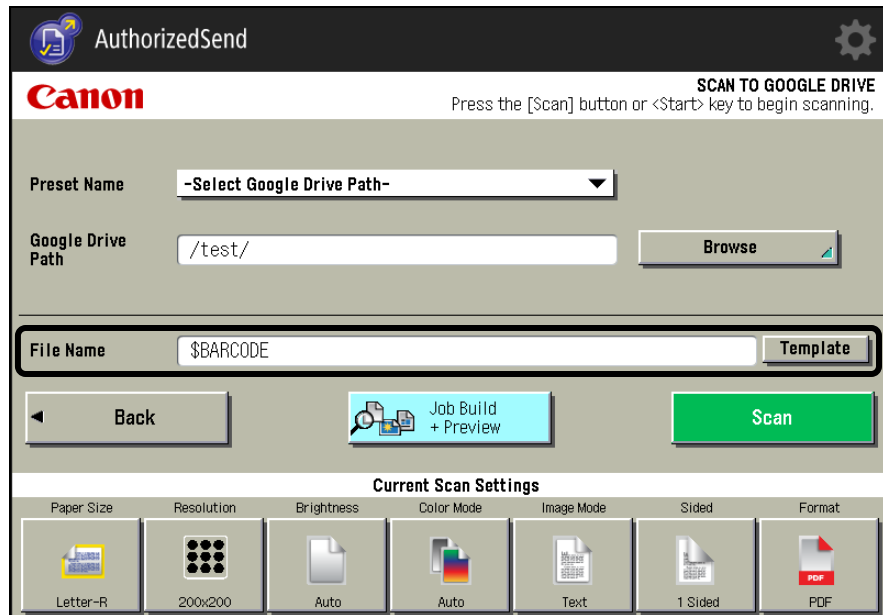 AuthorizedSend
Canon
SCAN TO GOOGLE DRIVE
Press the [Scan] button or <Start> key to begin scanning.
Preset Name
-Select Google Drive Path-
Google Drive
Path
/test/
Browse
File Name
$BARCODE
Template
Back
Job Build
+ Preview
Scan
Current Scan Settings
Paper Size Resolution Brightness Color Mode Image Mode Sided Format
PDF
Letter-R 200x200 Auto Auto Text 1 Sided PDF